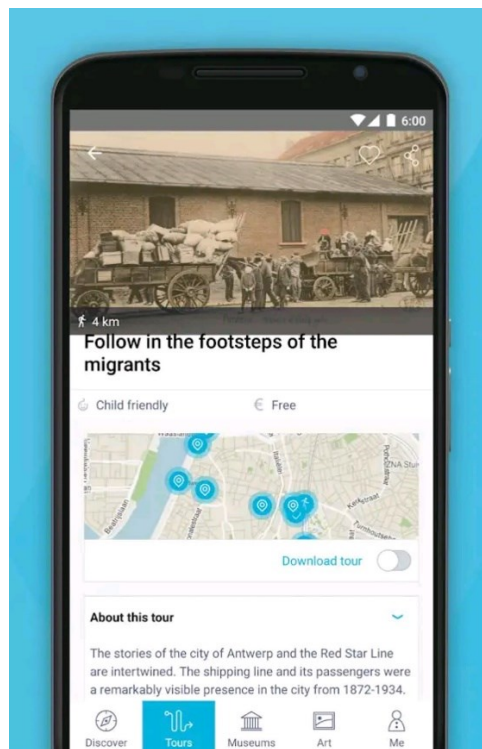 6:00
4 km
Follow in the footsteps of the
migrants
Child friendly
€ Free
Download tour
About this tour
The stories of the city of Antwerp and the Red Star Line
are intertwined. The shipping line and its passengers were
a remarkably visible presence in the city from 1872-1934.
Discover Tours Museums Art Me